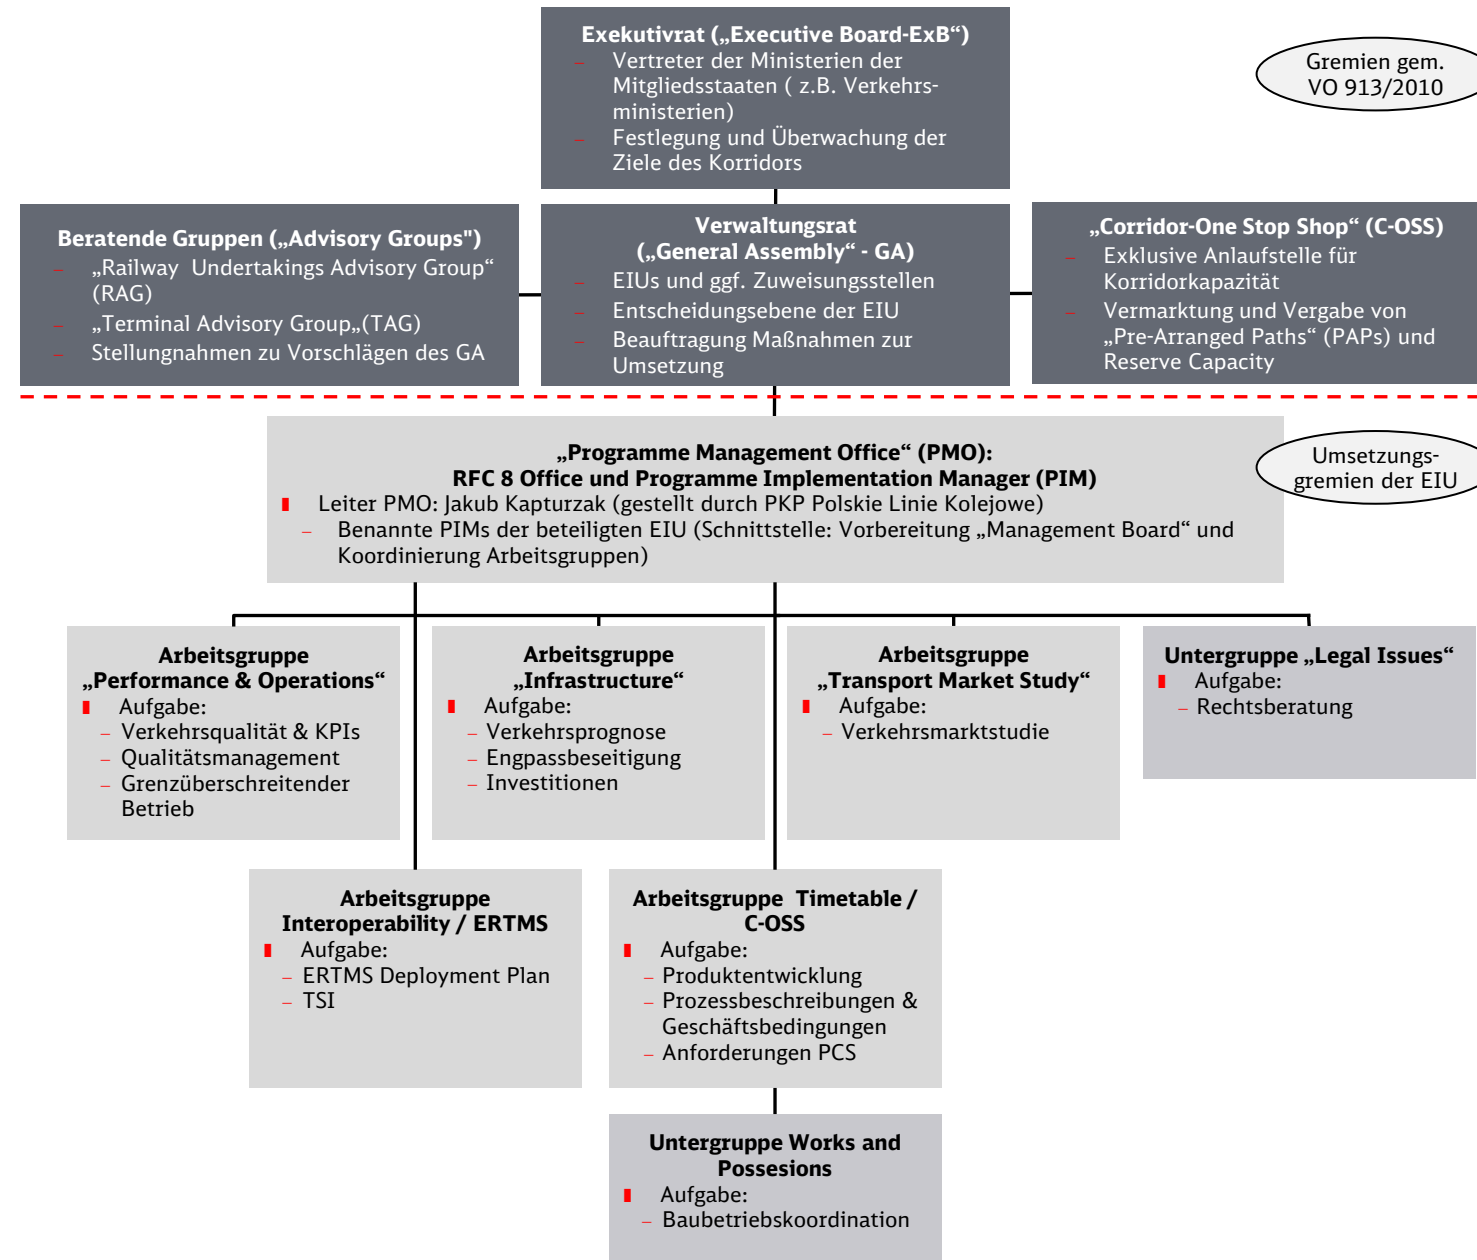 Exekutivrat („Executive Board-ExB“)
– Vertreter der Ministerien der
Mitgliedsstaaten ( z.B. Verkehrs-
ministerien)
– Festlegung und Überwachung der
Ziele des Korridors
Gremien gem.
VO 913/2010
Beratende Gruppen („Advisory Groups")
– „Railway Undertakings Advisory Group“
(RAG)
– „Terminal Advisory Group„(TAG)
– Stellungnahmen zu Vorschlägen des GA
Verwaltungsrat
(„General Assembly“ - GA)
– EIUs und ggf. Zuweisungsstellen
– Entscheidungsebene der EIU
– Beauftragung Maßnahmen zur
Umsetzung
„Corridor-One Stop Shop“ (C-OSS)
– Exklusive Anlaufstelle für
Korridorkapazität
– Vermarktung und Vergabe von
„Pre-Arranged Paths“ (PAPs) und
Reserve Capacity
„Programme Management Office“ (PMO):
RFC 8 Office und Programme Implementation Manager (PIM)
Leiter PMO: Jakub Kapturzak (gestellt durch PKP Polskie Linie Kolejowe)
– Benannte PIMs der beteiligten EIU (Schnittstelle: Vorbereitung „Management Board“ und
Koordinierung Arbeitsgruppen)
Umsetzungs-
gremien der EIU
Arbeitsgruppe
„Performance & Operations“
Aufgabe:
– Verkehrsqualität & KPIs
– Qualitätsmanagement
– Grenzüberschreitender
Betrieb
Arbeitsgruppe
„Infrastructure“
Aufgabe:
– Verkehrsprognose
– Engpassbeseitigung
– Investitionen
Arbeitsgruppe
„Transport Market Study“
Aufgabe:
– Verkehrsmarktstudie
Untergruppe „Legal Issues“
Aufgabe:
– Rechtsberatung
Arbeitsgruppe
Interoperability / ERTMS
Aufgabe:
– ERTMS Deployment Plan
– TSI
Arbeitsgruppe Timetable /
C-OSS
Aufgabe:
– Produktentwicklung
– Prozessbeschreibungen &
Geschäftsbedingungen
– Anforderungen PCS
Untergruppe Works and
Possesions
Aufgabe:
– Baubetriebskoordination